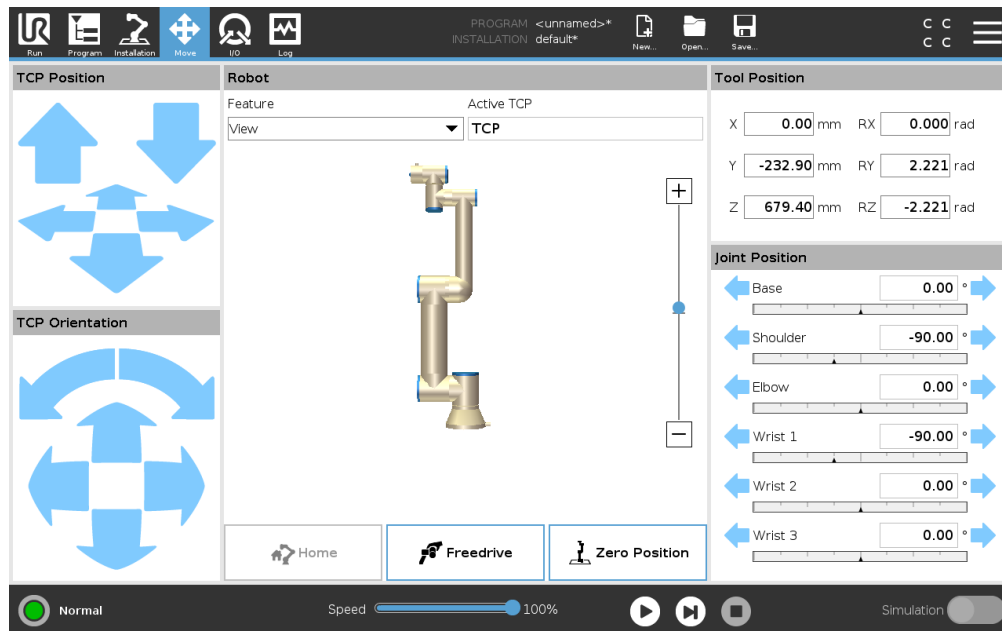 UR
Run
Program
Installation
Move
I/O
Log
PROGRAM <unnamed>*
INSTALLATION default*
New...
Open...
Save...
C C
C C
TCP Position
Robot
Tool Position
Feature
Active TCP
View
TCP
X 0.00 mm RX 0.000 rad
Y -232.90 mm RY 2.221 rad
Z 679.40 mm RZ -2.221 rad
Joint Position
Base 0.00 °
Shoulder -90.00 °
Elbow 0.00 °
Wrist 1 -90.00 °
Wrist 2 0.00 °
Wrist 3 0.00 °
TCP Orientation
Home
Freedrive
Zero Position
Normal
Speed 100%
Simulation